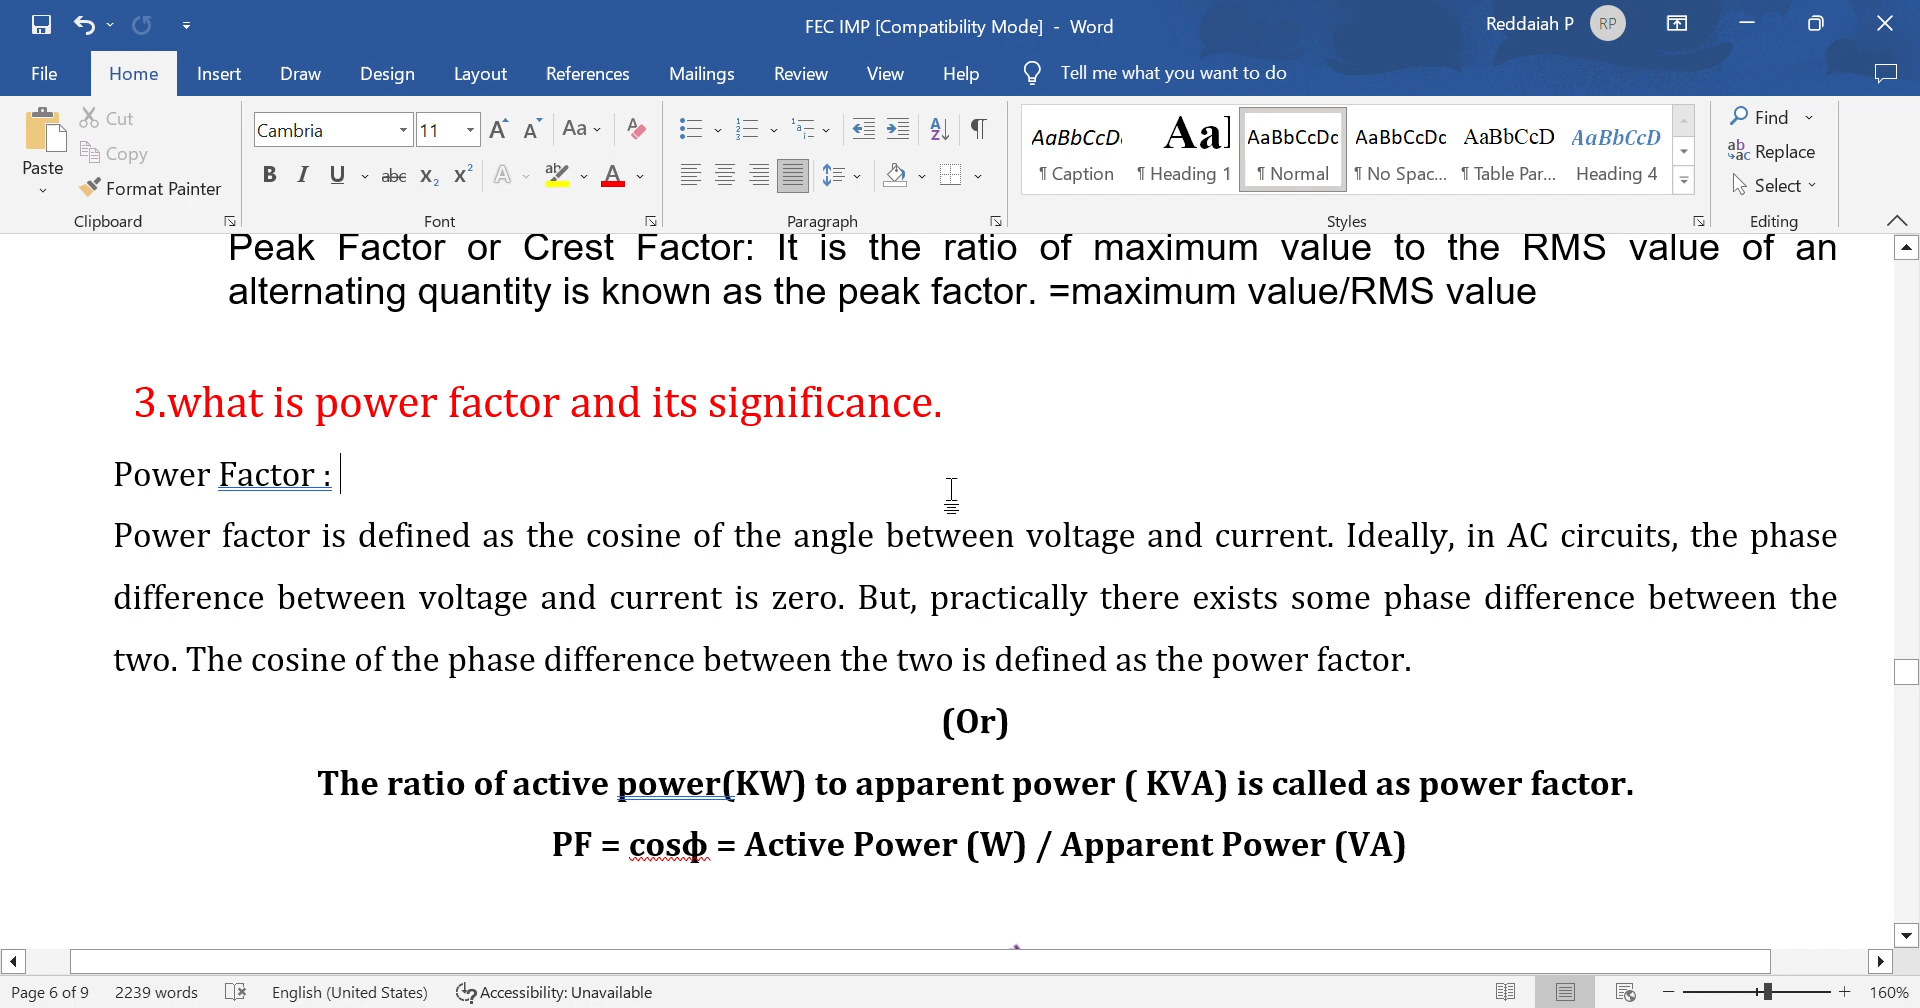 FEC IMP [Compatibility Mode] - Word
Reddaiah P RP
File Home Insert Draw Design Layout References Mailings Review View Help Tell me what you want to do
Paste
Cut
Copy
Format Painter
Clipboard
Cambria 11
Font
Paragraph
AaBbCcDc ¶ Caption
Aa] ¶ Heading 1
AaBbCcDc ¶ Normal
AaBbCcDc ¶ No Spac...
AaBbCcD ¶ Table Par...
AaBbCcD Heading 4
Styles
Find
Replace
Select
Editing
Peak Factor or Crest Factor: It is the ratio of maximum value to the RMS value of an
alternating quantity is known as the peak factor. =maximum value/RMS value
3.what is power factor and its significance.
Power Factor :
Power factor is defined as the cosine of the angle between voltage and current. Ideally, in AC circuits, the phase
difference between voltage and current is zero. But, practically there exists some phase difference between the
two. The cosine of the phase difference between the two is defined as the power factor.
(Or)
The ratio of active power(KW) to apparent power ( KVA) is called as power factor.
PF = cosф = Active Power (W) / Apparent Power (VA)
Page 6 of 9 2239 words English (United States) Accessibility: Unavailable 160%